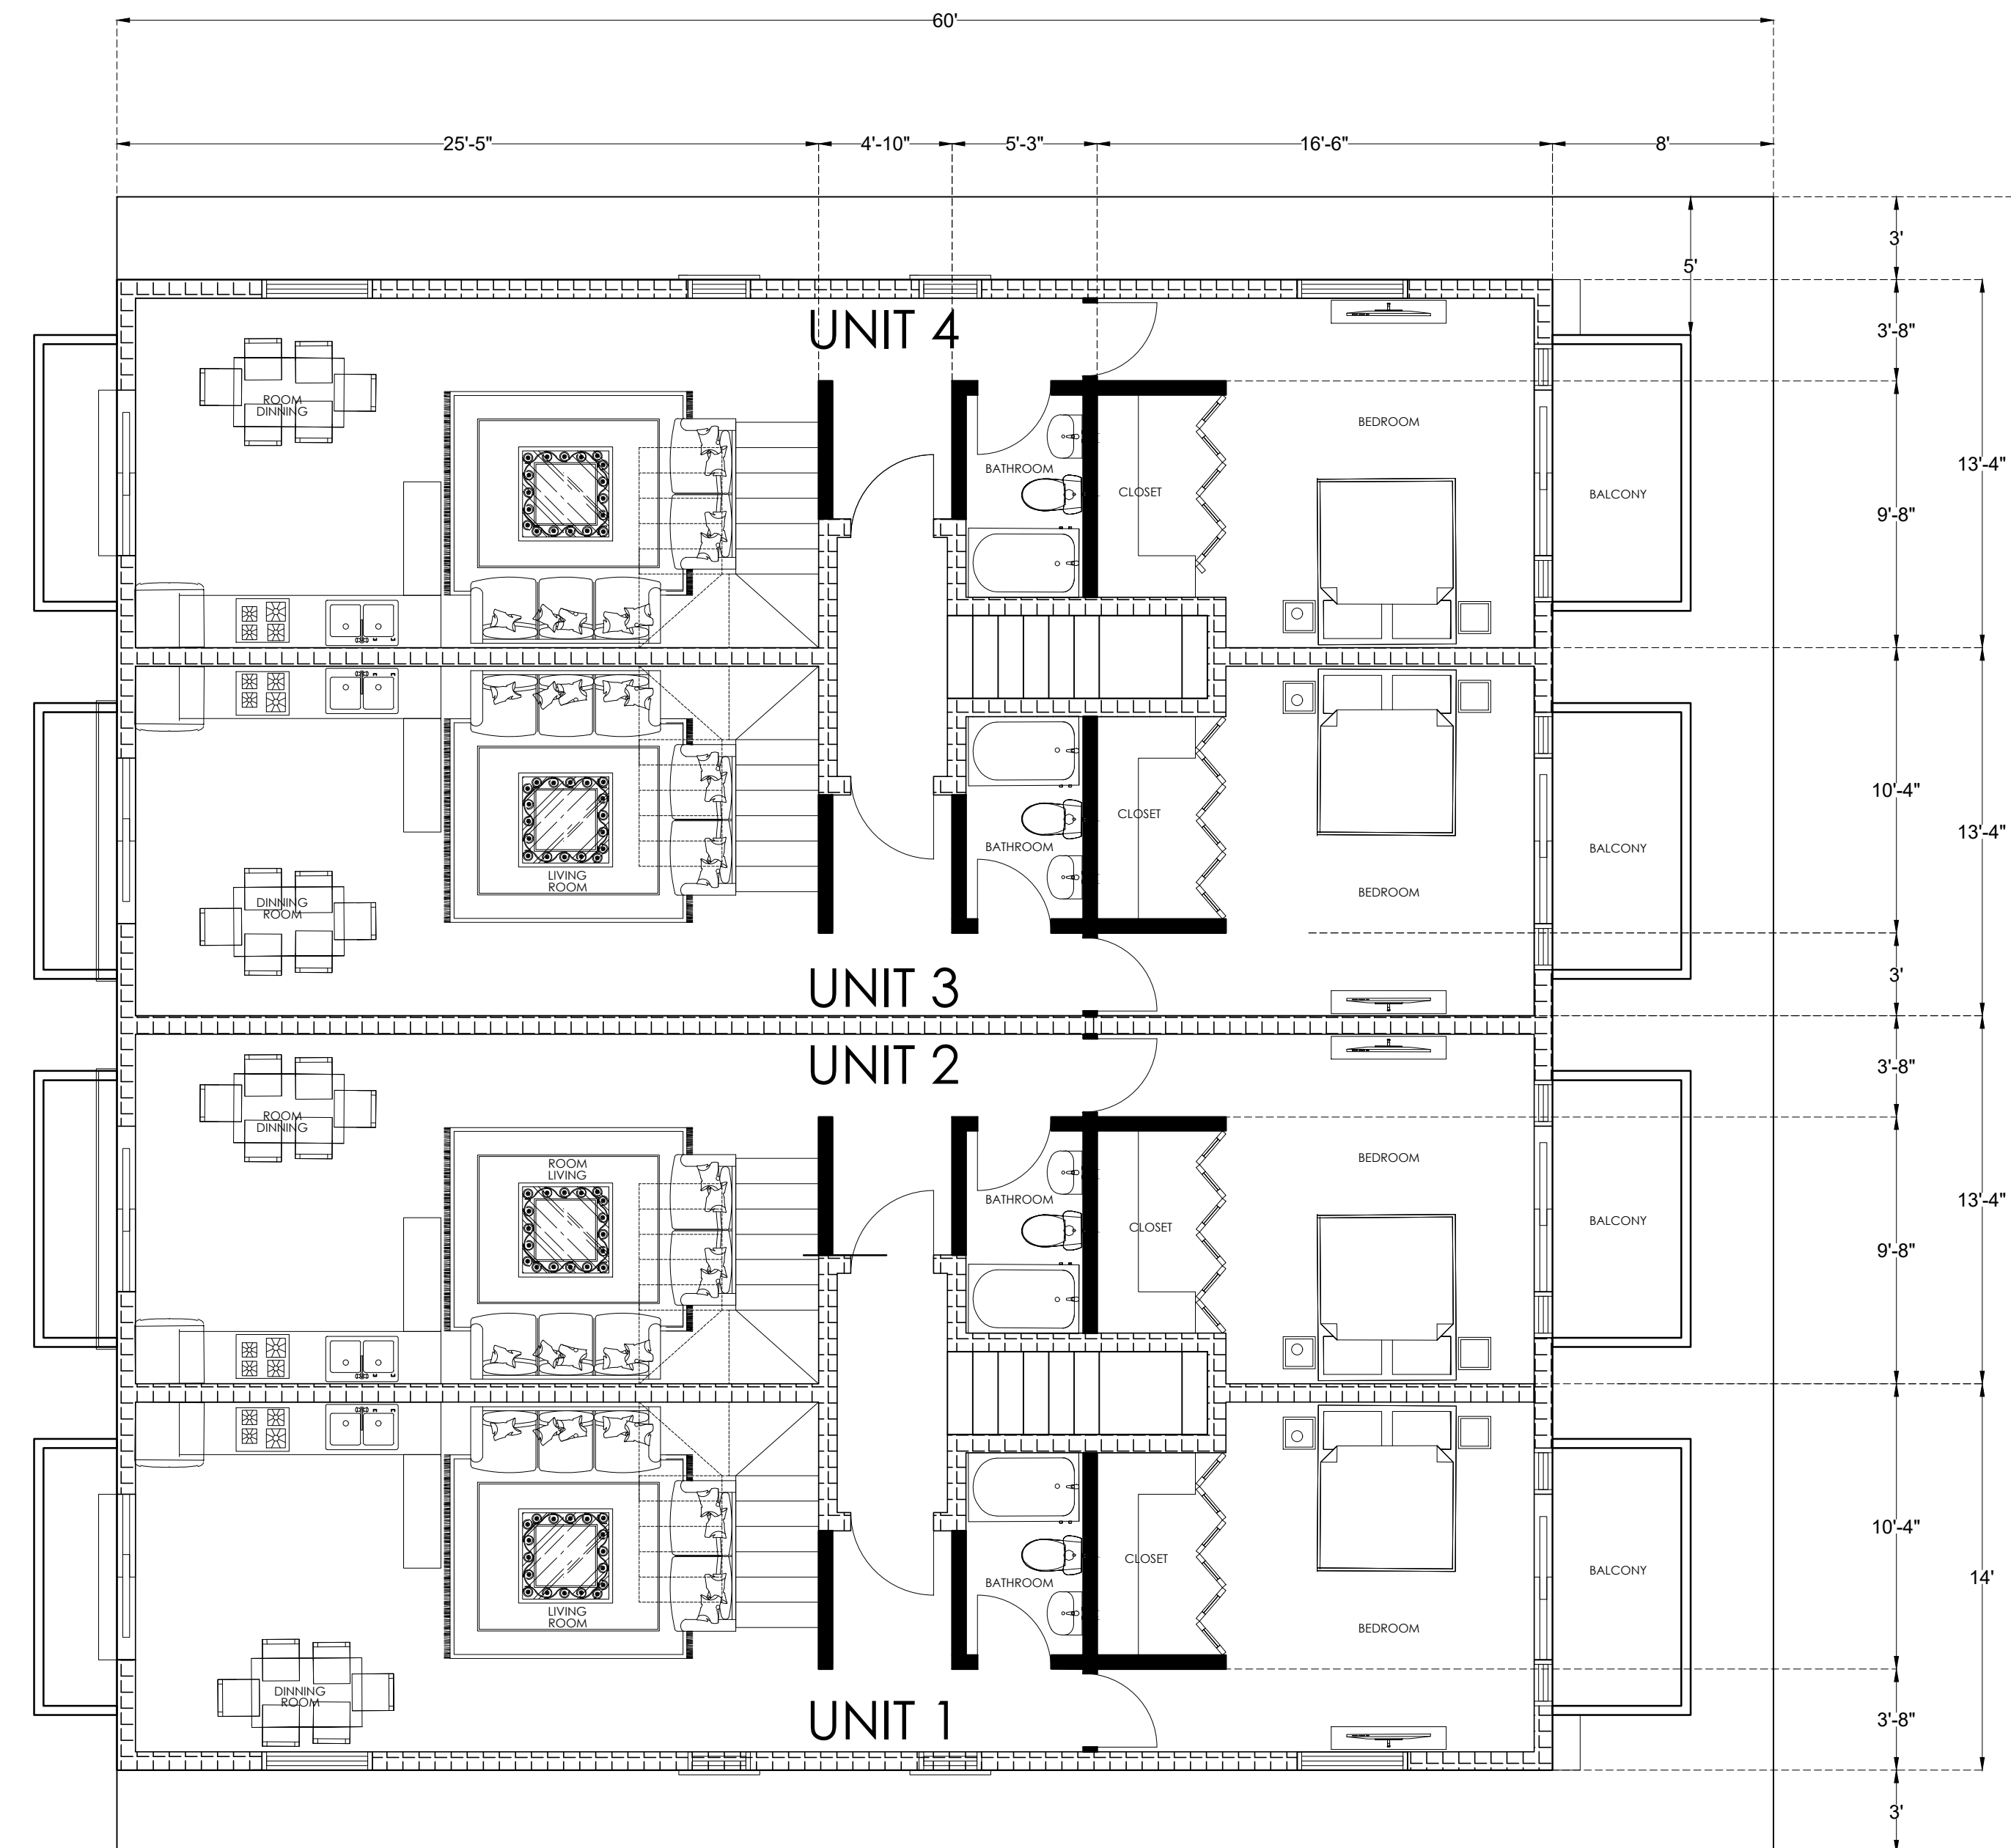 60'
25'-5"
4'-10"
5'-3"
16'-6"
8'
3'
5'
UNIT 4
3'-8"
ROOM
DINNING
BEDROOM
13'-4"
BATHROOM
CLOSET
BALCONY
9'-8"
10'-4"
CLOSET
13'-4"
BATHROOM
BALCONY
LIVING
ROOM
BEDROOM
DINNING
ROOM
UNIT 3
3'
UNIT 2
3'-8"
ROOM
DINNING
BEDROOM
ROOM
LIVING
BATHROOM
13'-4"
CLOSET
BALCONY
9'-8"
10'-4"
CLOSET
BALCONY
14'
BATHROOM
LIVING
ROOM
BEDROOM
DINNING
ROOM
UNIT 1
3'-8"
3'